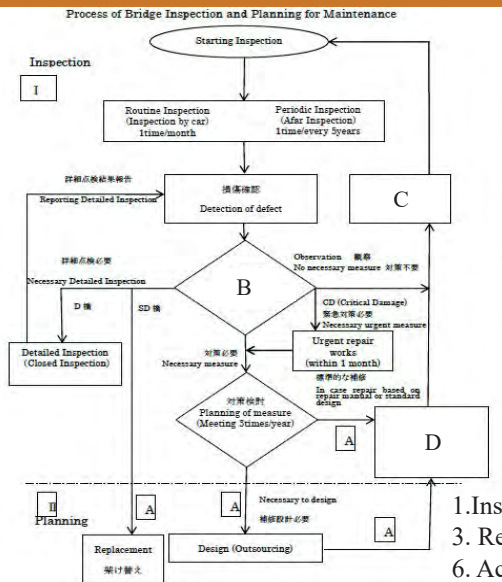 Process of Bridge Inspection and Planning for Maintenance
Starting Inspection
Inspection
I
Routine Inspection
(Inspection by car)
1time/month
Periodic Inspection
(Afar Inspection)
1time/every 5years
詳細点検結果報告
Reporting Detailed Inspection
損傷確認
Detection of defect
C
詳細点検必要
Necessary Detailed Inspection
Observation 観察
No necessary measure 対策不要
B
D 橋
SD 橋
CD (Critical Damage)
緊急対策必要
Necessary urgent measure
Detailed Inspection
(Closed Inspection)
対策必要
Necessary measure
Urgent repair
works
(within 1 month)
対策検討
Planning of measure
(Meeting 3times/year)
標準的な補修
In case repair based on
repair manual or standard
design
A
D
II
Planning
A
A
Necessary to design
補修設計必要
A
Replacement
架け替え
Design (Outsourcing)
1.Ins
3. Re
6. Ac